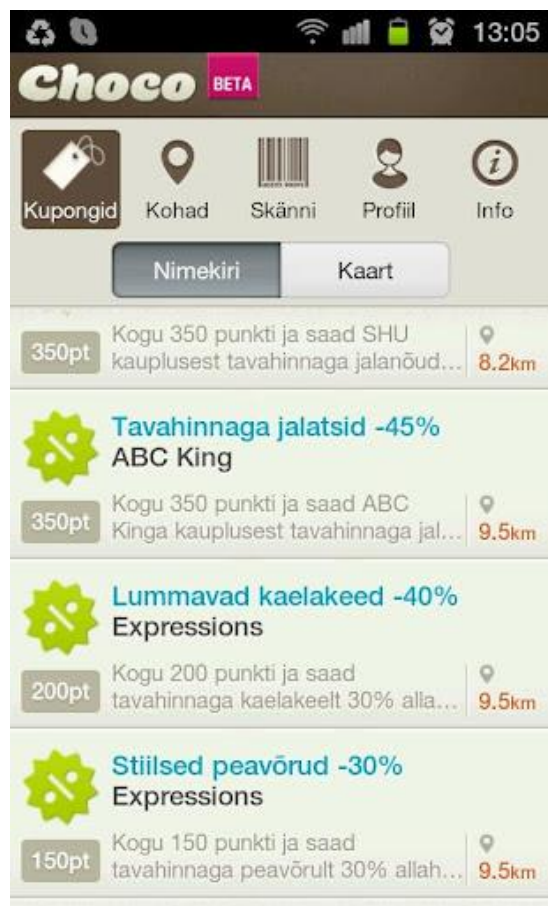 13:05
Choco BETA
Kupongid Kohad Skänni Profiil Info
Nimekiri Kaart
350pt Kogu 350 punkti ja saad SHU
kauplusest tavahinnaga jalanõud... 8.2km
Tavahinnaga jalatsid -45%
ABC King
350pt Kogu 350 punkti ja saad ABC
Kinga kauplusest tavahinnaga jal... 9.5km
Lummavad kaelakeed -40%
Expressions
200pt Kogu 200 punkti ja saad
tavahinnaga kaelakeelt 30% alla... 9.5km
Stiilsed peavõrud -30%
Expressions
150pt Kogu 150 punkti ja saad
tavahinnaga peavõrult 30% allah... 9.5km